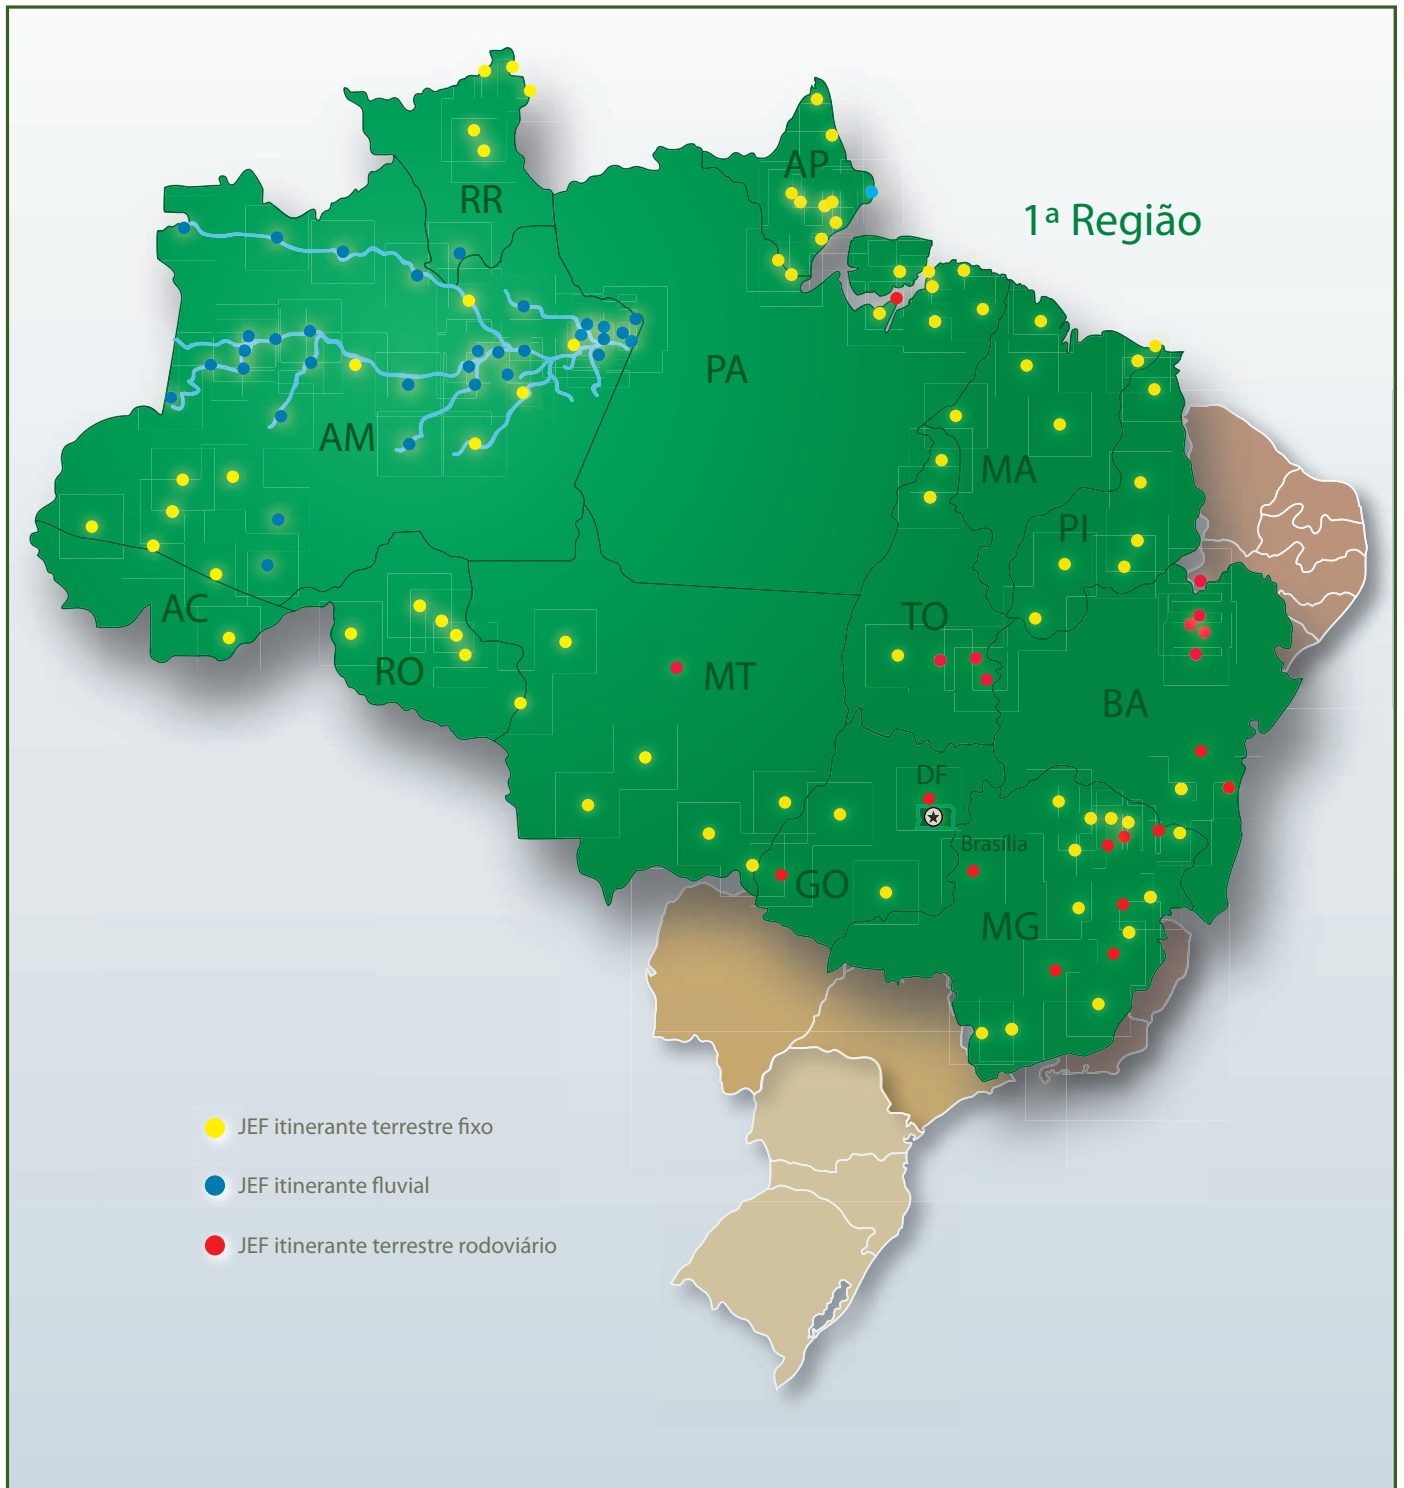 AP
RR
1ª Região
PA
AM
MA
PI
AC
TO
RO
MT
BA
DF
Brasília
GO
MG
JEF itinerante terrestre fixo
JEF itinerante fluvial
JEF itinerante terrestre rodoviário